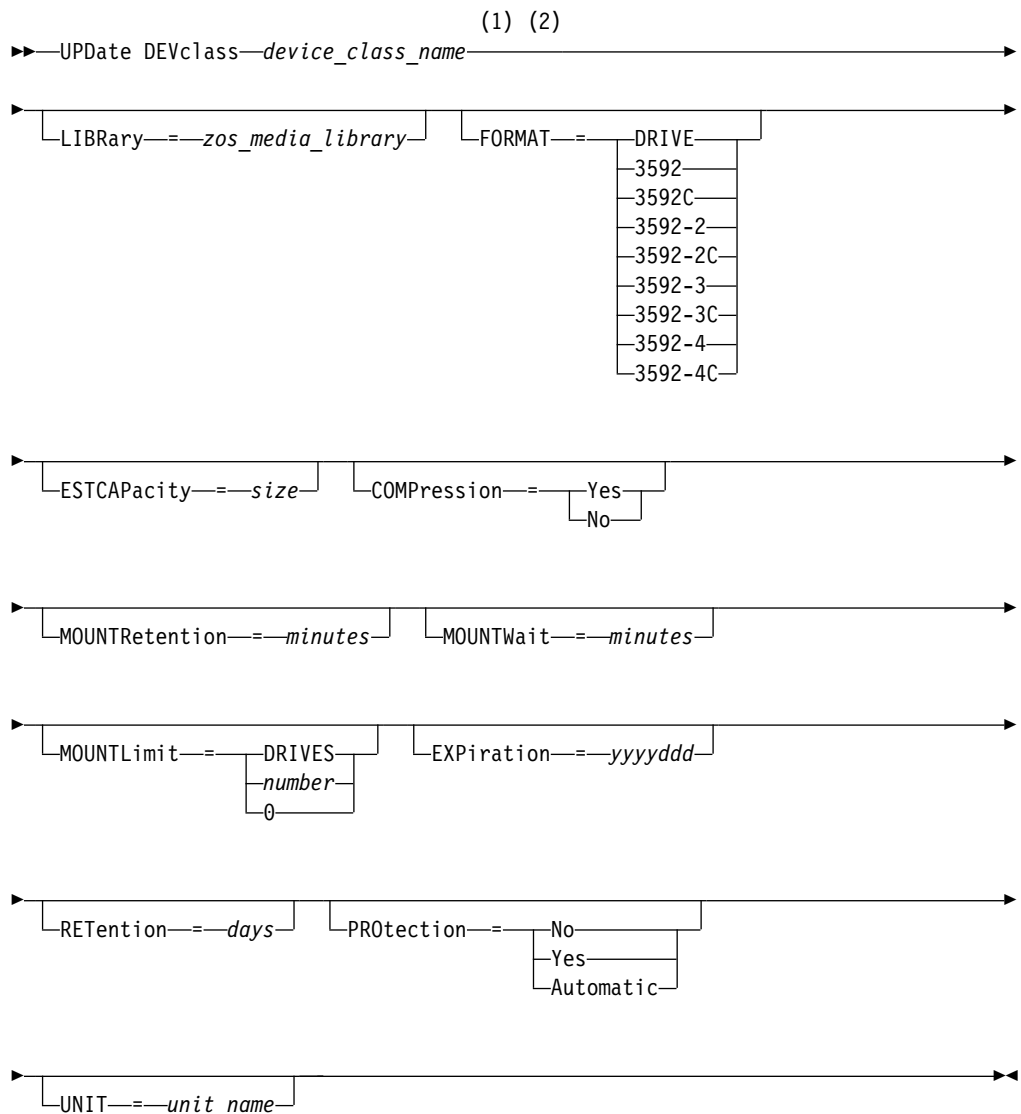 (1) (2)
UPDate DEVclass device_class_name
LIBRary = zos_media_library FORMAT = DRIVE
3592
3592C
3592-2
3592-2C
3592-3
3592-3C
3592-4
3592-4C
ESTCAPacity = size COMPression = Yes
No
MOUNTRetention = minutes MOUNTWait = minutes
MOUNTLimit = DRIVES EXPiration = yyyyddd
number
0
RETention = days PROtection = No
Yes
Automatic
UNIT = unit_name